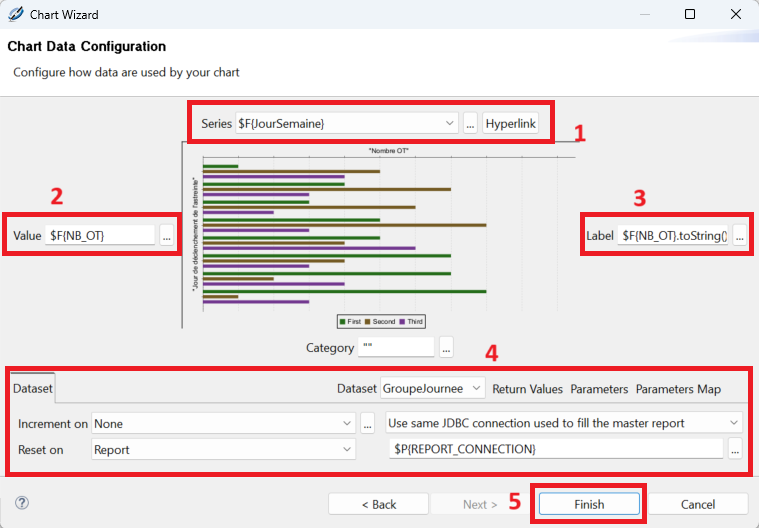 Chart Wizard
Chart Data Configuration
Configure how data are used by your chart
Series $F{JourSemaine} ... Hyperlink
1
"Nombre OT"
2
3
Value $F{NB_OT} ...
"Jour de déclenchement de l'astreinte"
Label $F{NB_OT}.toString() ...
First Second Third
Category "" ...
4
Dataset Dataset GroupeJournee Return Values Parameters Parameters Map
Increment on None ... Use same JDBC connection used to fill the master report
Reset on Report $P{REPORT_CONNECTION} ...
? < Back Next > 5 Finish Cancel